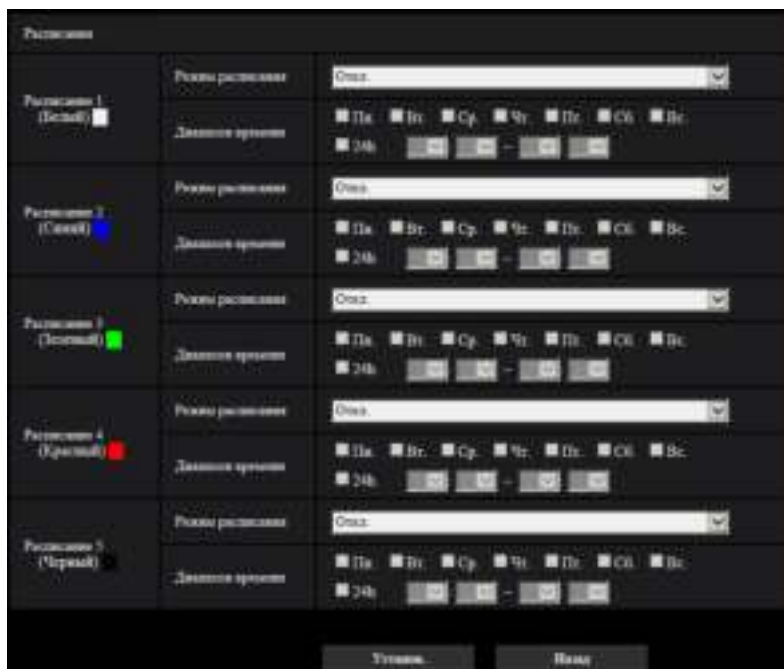 Расписания
Расписание 1
(Белый)
Режим расписания
Откл.
Диапазон времени
Пн. Вт. Ср. Чт. Пт. Сб. Вс.
24h –
Расписание 2
(Синий)
Режим расписания
Откл.
Диапазон времени
Пн. Вт. Ср. Чт. Пт. Сб. Вс.
24h –
Расписание 3
(Зеленый)
Режим расписания
Откл.
Диапазон времени
Пн. Вт. Ср. Чт. Пт. Сб. Вс.
24h –
Расписание 4
(Красный)
Режим расписания
Откл.
Диапазон времени
Пн. Вт. Ср. Чт. Пт. Сб. Вс.
24h –
Расписание 5
(Черный)
Режим расписания
Откл.
Диапазон времени
Пн. Вт. Ср. Чт. Пт. Сб. Вс.
24h –
Установ. Назад